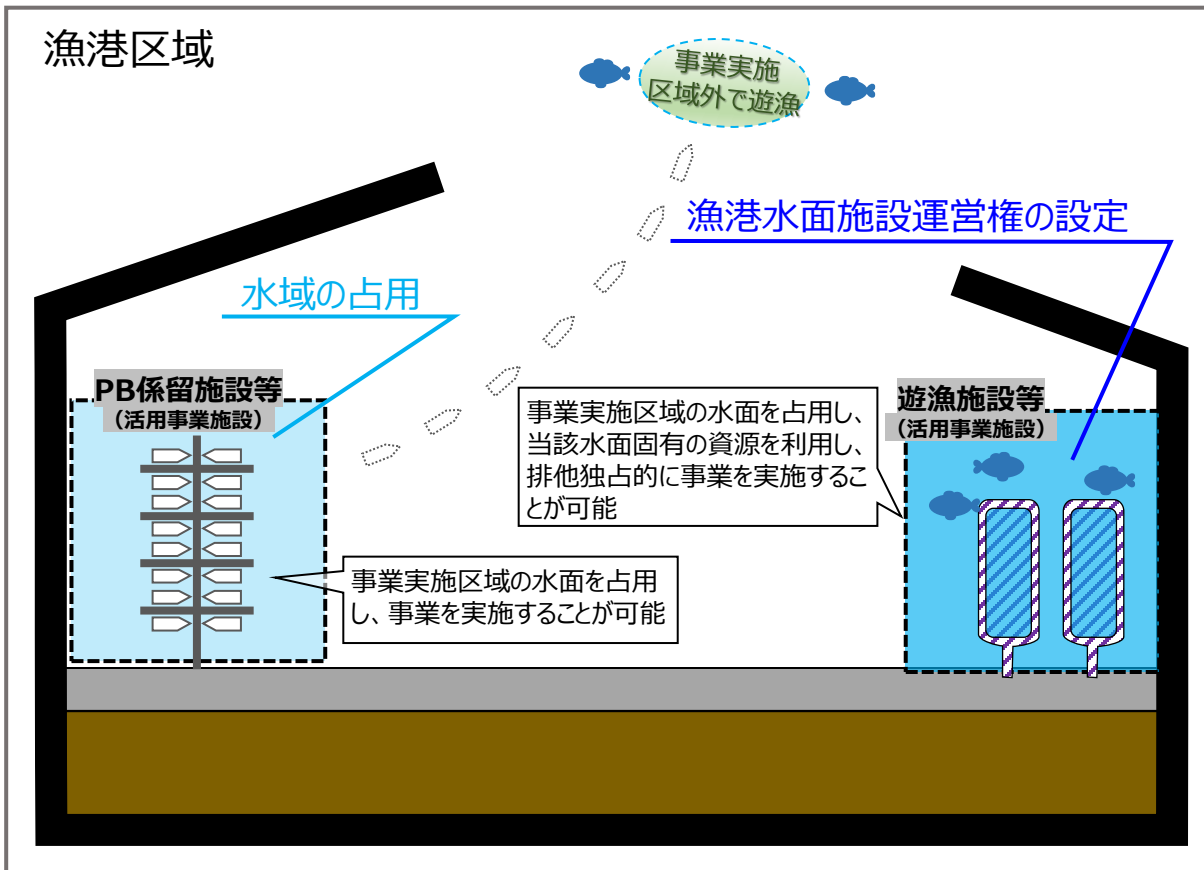 漁港区域
事業実施
区域外で遊漁
漁港水面施設運営権の設定
水域の占用
PB係留施設等
（活用事業施設）
事業実施区域の水面を占用し、
当該水面固有の資源を利用し、
排他独占的に事業を実施するこ
とが可能
遊漁施設等
（活用事業施設）
事業実施区域の水面を占用
し、事業を実施することが可能